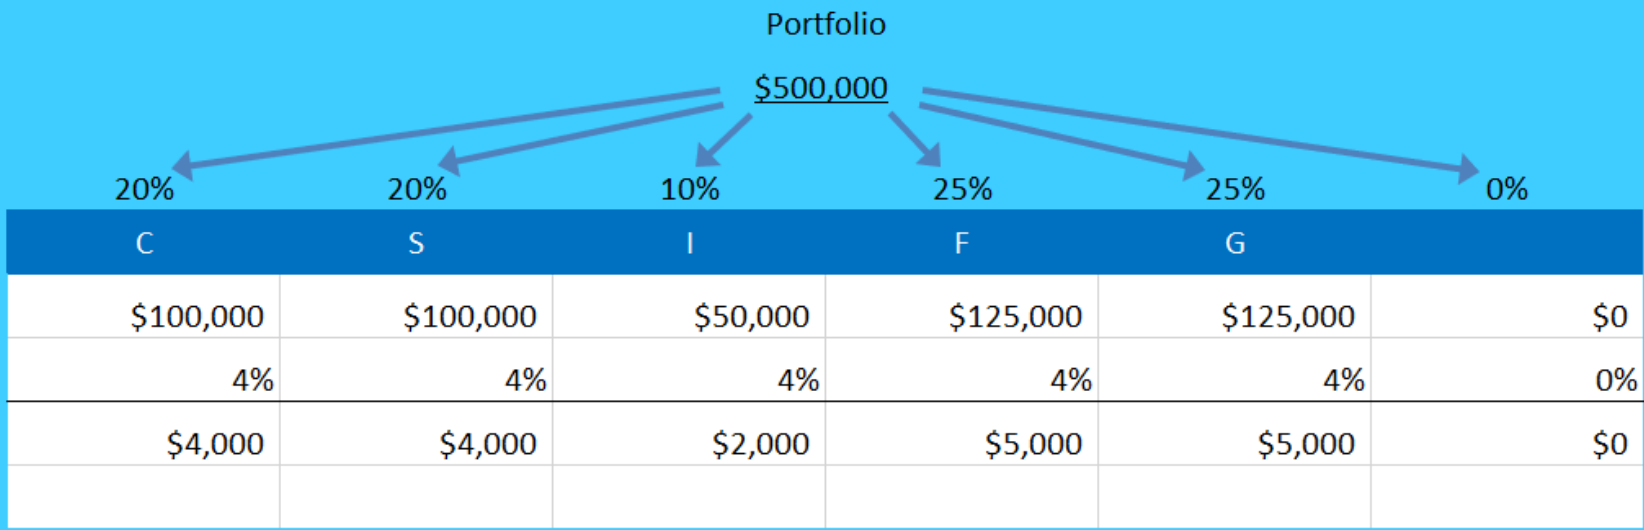 Portfolio
$500,000
20% 20% 10% 25% 25% 0%
C S I F G
$100,000 $100,000 $50,000 $125,000 $125,000 $0
4% 4% 4% 4% 4% 0%
$4,000 $4,000 $2,000 $5,000 $5,000 $0